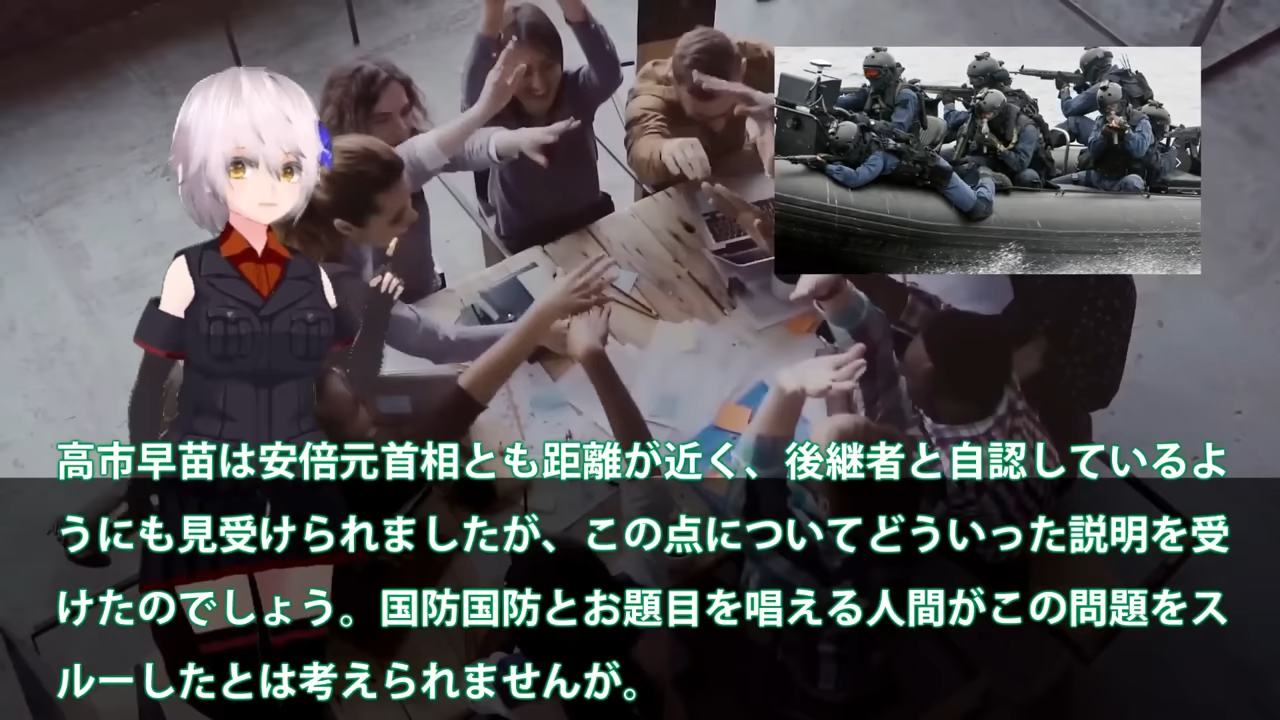 高市早苗は安倍元首相とも距離が近く、後継者と自認しているよ
うにも見受けられましたが、この点についてどういった説明を受
けたのでしょう。国防国防とお題目を唱える人間がこの問題をス
ルーしたとは考えられませんが。